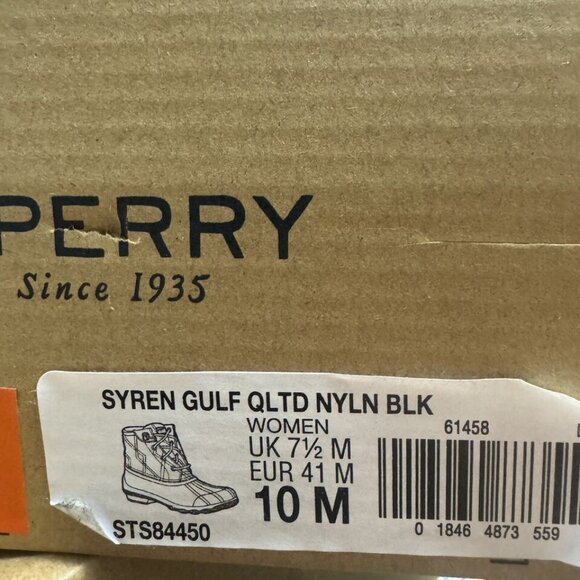 PERRY
Since 1935
SYREN GULF QLTD NYLN BLK
WOMEN
61458
UK 7½ M
EUR 41 M
10 M
STS84450
0 1846 4873 559